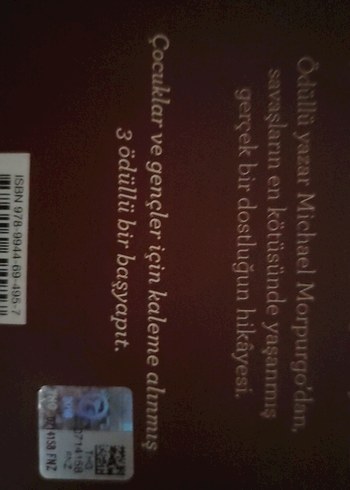 Ödüllü yazar Michael Morpurgo'dan,
savaşların en kötüsünde yaşanmış
gerçek bir dostluğun hikâyesi.
Çocuklar ve gençler için kaleme alınmış
3 ödüllü bir başyapıt.
ISBN 978-9944-69-495-7